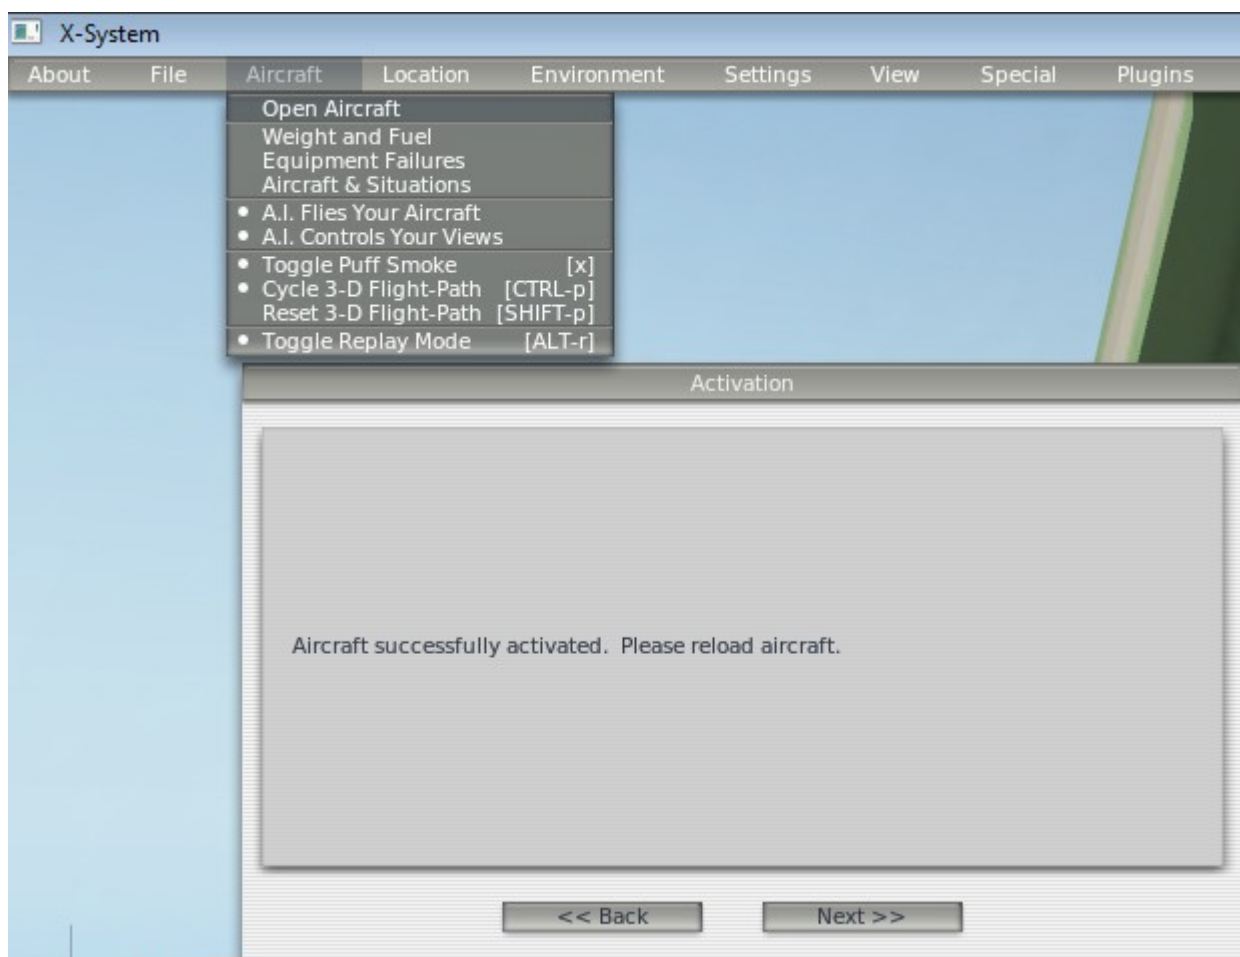 X-System
About File Aircraft Location Environment Settings View Special Plugins
Open Aircraft
Weight and Fuel
Equipment Failures
Aircraft & Situations
A.I. Flies Your Aircraft
A.I. Controls Your Views
Toggle Puff Smoke [x]
Cycle 3-D Flight-Path [CTRL-p]
Reset 3-D Flight-Path [SHIFT-p]
Toggle Replay Mode [ALT-r]
Activation
Aircraft successfully activated.  Please reload aircraft.
<< Back Next >>